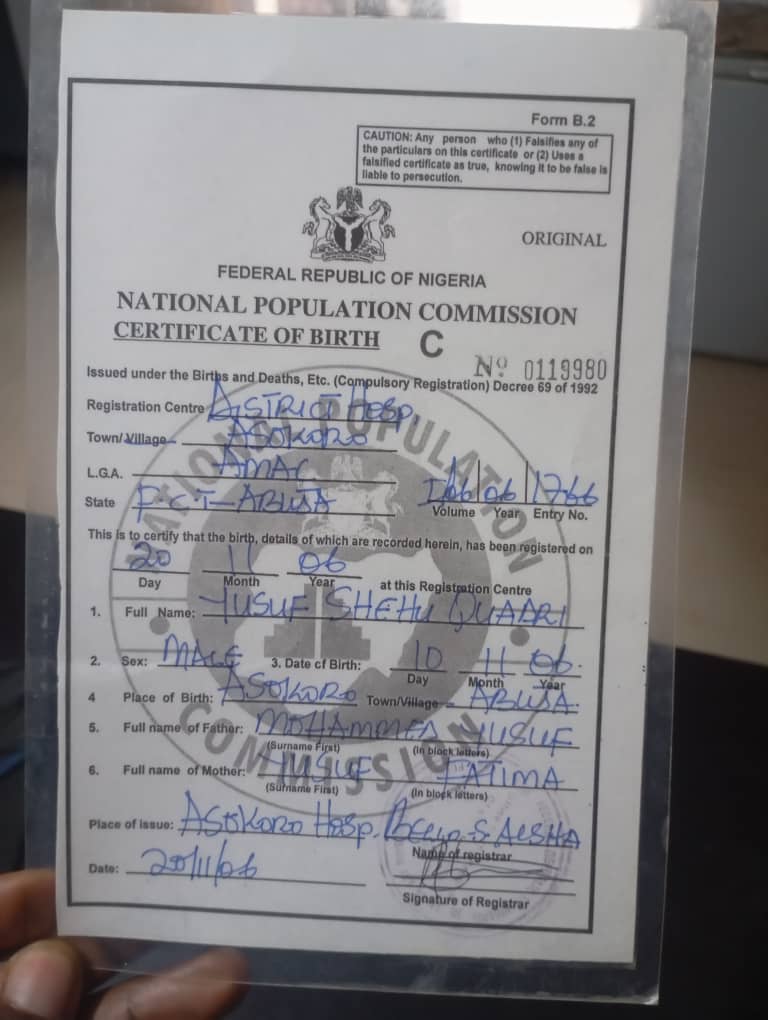 Form B.2
CAUTION: Any person who (1) Falsifies any of
the particulars on this certificate or (2) Uses a
falsified certificate as true, knowing it to be false is
liable to persecution.
ORIGINAL
FEDERAL REPUBLIC OF NIGERIA
NATIONAL POPULATION COMMISSION
CERTIFICATE OF BIRTH C
Nº 0119980
Issued under the Births and Deaths, Etc. (Compulsory Registration) Decree 69 of 1992
Registration Centre DISTRICT HOSP.
Town/Village ASOKORO
L.G.A. AMAC
State F.C.T-ABUJA 06 1766
Volume Year Entry No.
This is to certify that the birth, details of which are recorded herein, has been registered on
20 11 06
Day Month Year at this Registration Centre
1. Full Name: YUSUF SHEHU QUADRI
2. Sex: MALE 3. Date of Birth: 10 11 06.
Day Month Year
4 Place of Birth: ASOKORO Town/Village ABUJA.
5. Full name of Father: MOHAMMED YUSUF
(Surname First) (In block letters)
6. Full name of Mother: YUSUF FATIMA
(Surname First) (In block letters)
Place of issue: ASOKORO HOSP. BELLO S. AESHA
Name of registrar
Date: 20/11/06
Signature of Registrar
NATIONAL POPULATION
COMMISSION